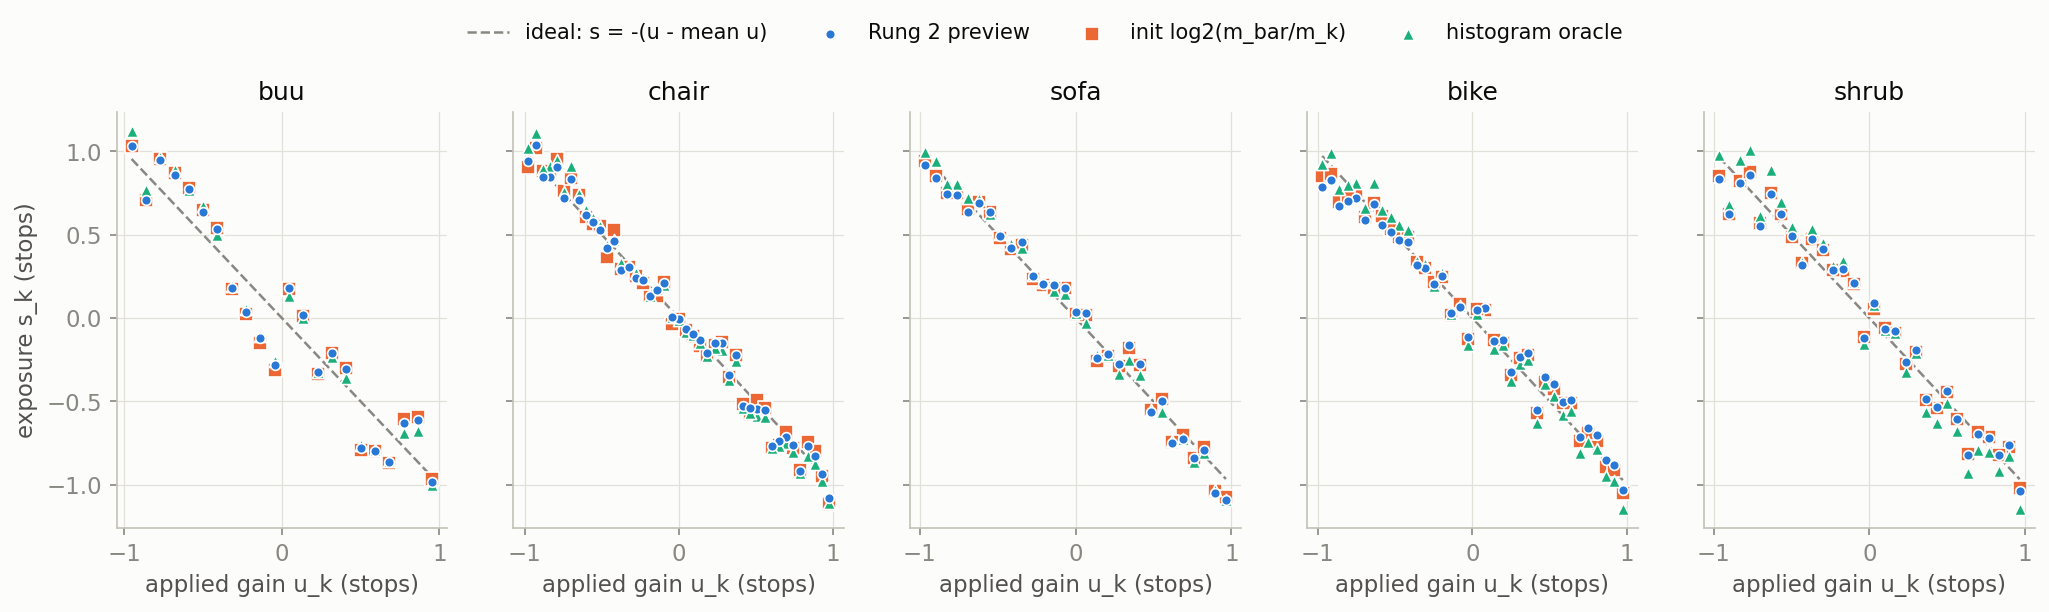 ideal: s = -(u - mean u)
Rung 2 preview
init log2(m_bar/m_k)
histogram oracle
buu
chair
sofa
bike
shrub
exposure s_k (stops)
1.0
0.5
0.0
−0.5
−1.0
−1 0 1
−1 0 1
−1 0 1
−1 0 1
−1 0 1
applied gain u_k (stops)
applied gain u_k (stops)
applied gain u_k (stops)
applied gain u_k (stops)
applied gain u_k (stops)